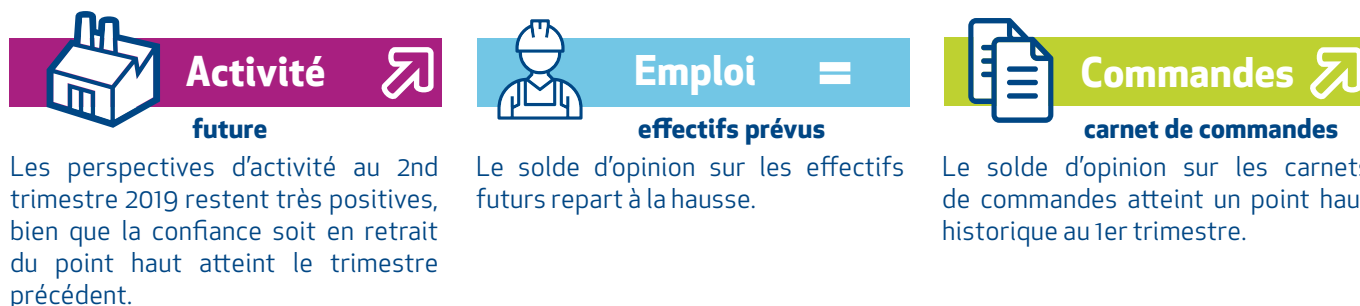 Activité
future
Les perspectives d'activité au 2nd
trimestre 2019 restent très positives,
bien que la confiance soit en retrait
du point haut atteint le trimestre
précédent.
Emploi =
effectifs prévus
Le solde d'opinion sur les effectifs
futurs repart à la hausse.
Commandes
carnet de commandes
Le solde d'opinion sur les carnets
de commandes atteint un point hau
historique au 1er trimestre.